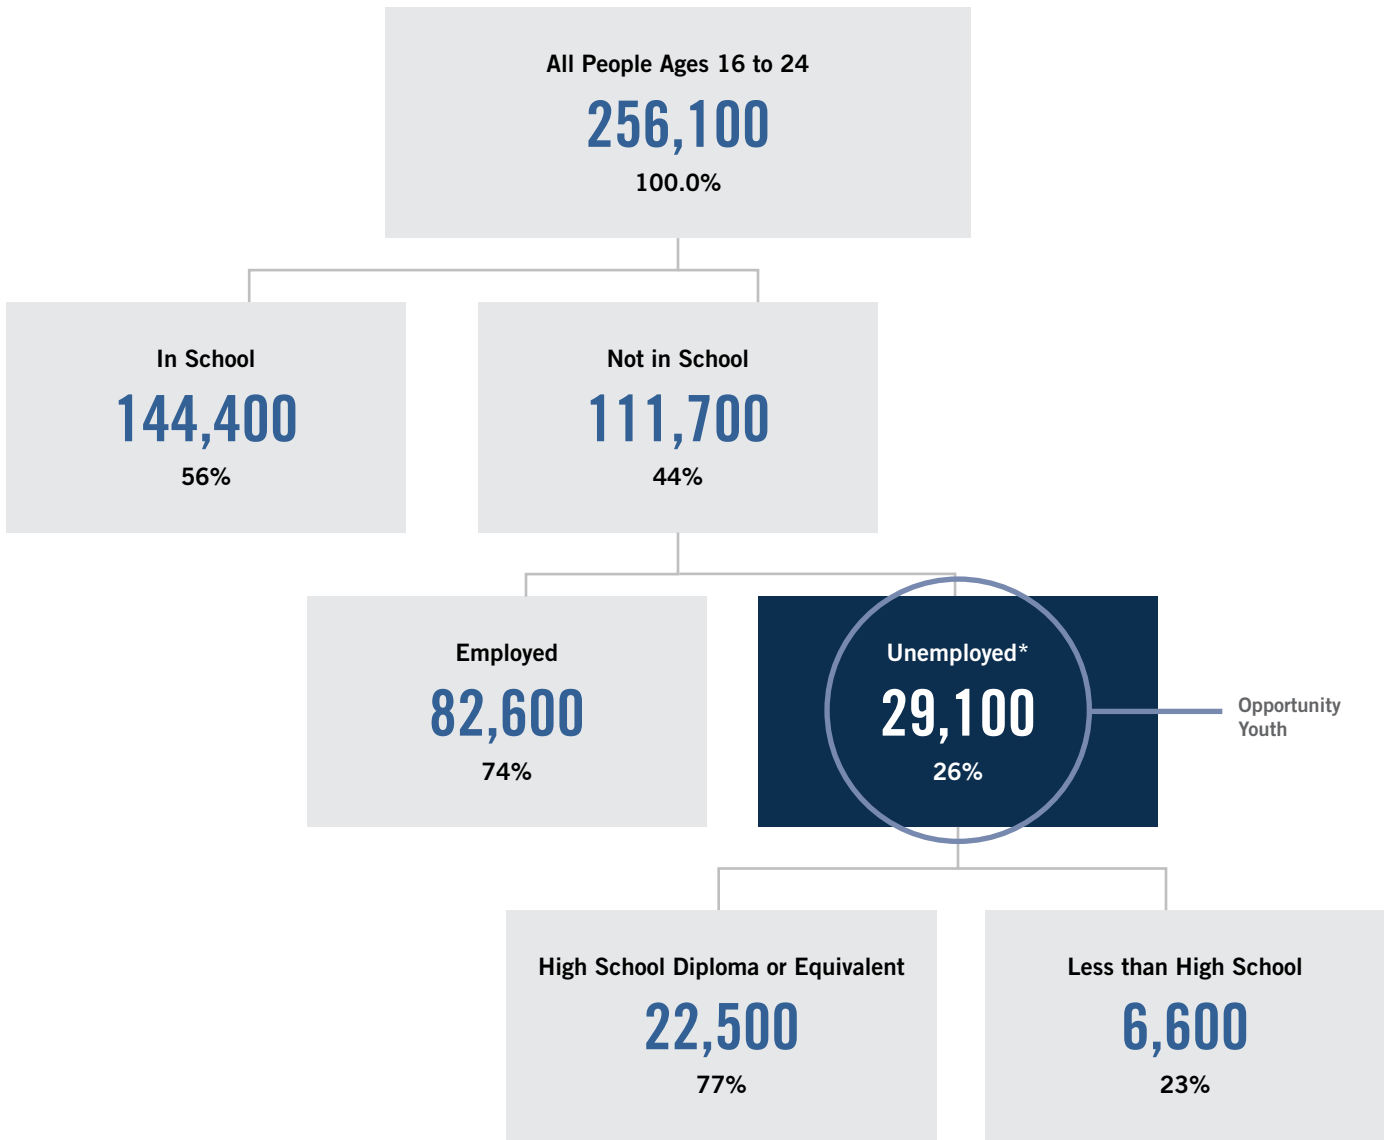 All People Ages 16 to 24
256,100
100.0%
In School
144,400
56%
Not in School
111,700
44%
Employed
82,600
74%
Unemployed*
29,100
26%
Opportunity
Youth
High School Diploma or Equivalent
22,500
77%
Less than High School
6,600
23%